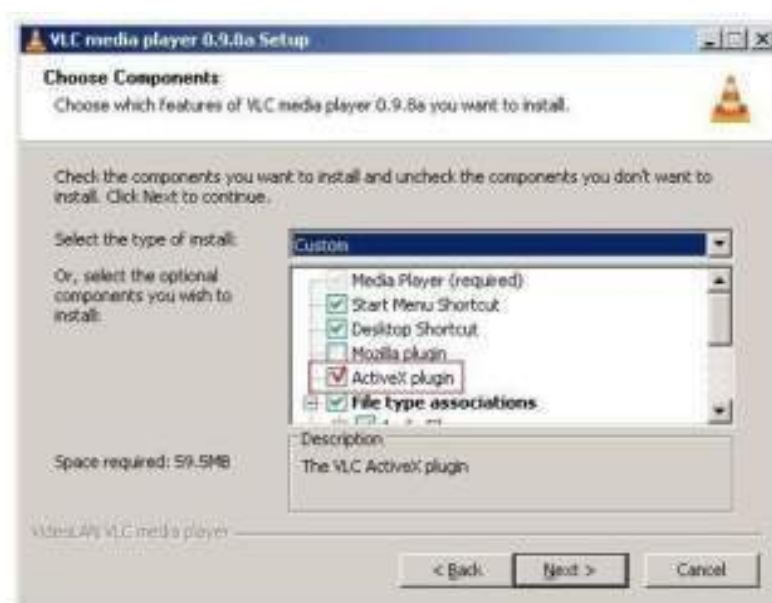 VLC media player 0.9.8a Setup
Choose Components
Choose which features of VLC media player 0.9.8a you want to install.
Check the components you want to install and uncheck the components you don't want to
install. Click Next to continue.
Select the type of install:
Custom
Or, select the optional
components you wish to
install:
Media Player (required)
Start Menu Shortcut
Desktop Shortcut
Mozilla plugin
ActiveX plugin
File type associations
Space required: 59.5MB
Description
The VLC ActiveX plugin
VideoLAN VLC media player
< Back
Next >
Cancel